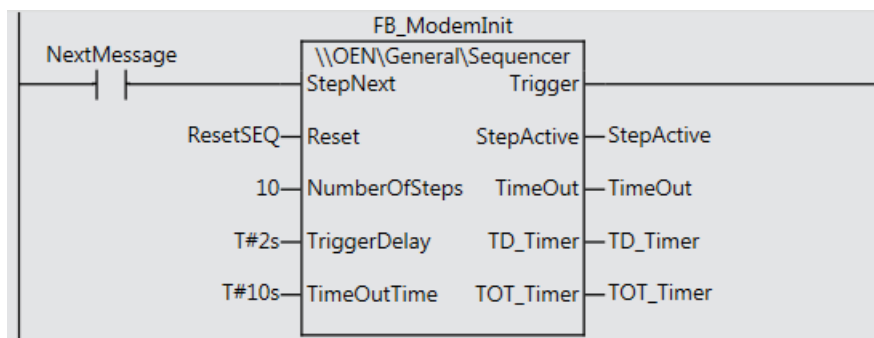 FB_ModemInit
NextMessage
\\OEN\General\Sequencer
StepNext Trigger
ResetSEQ Reset StepActive StepActive
10 NumberOfSteps TimeOut TimeOut
T#2s TriggerDelay TD_Timer TD_Timer
T#10s TimeOutTime TOT_Timer TOT_Timer